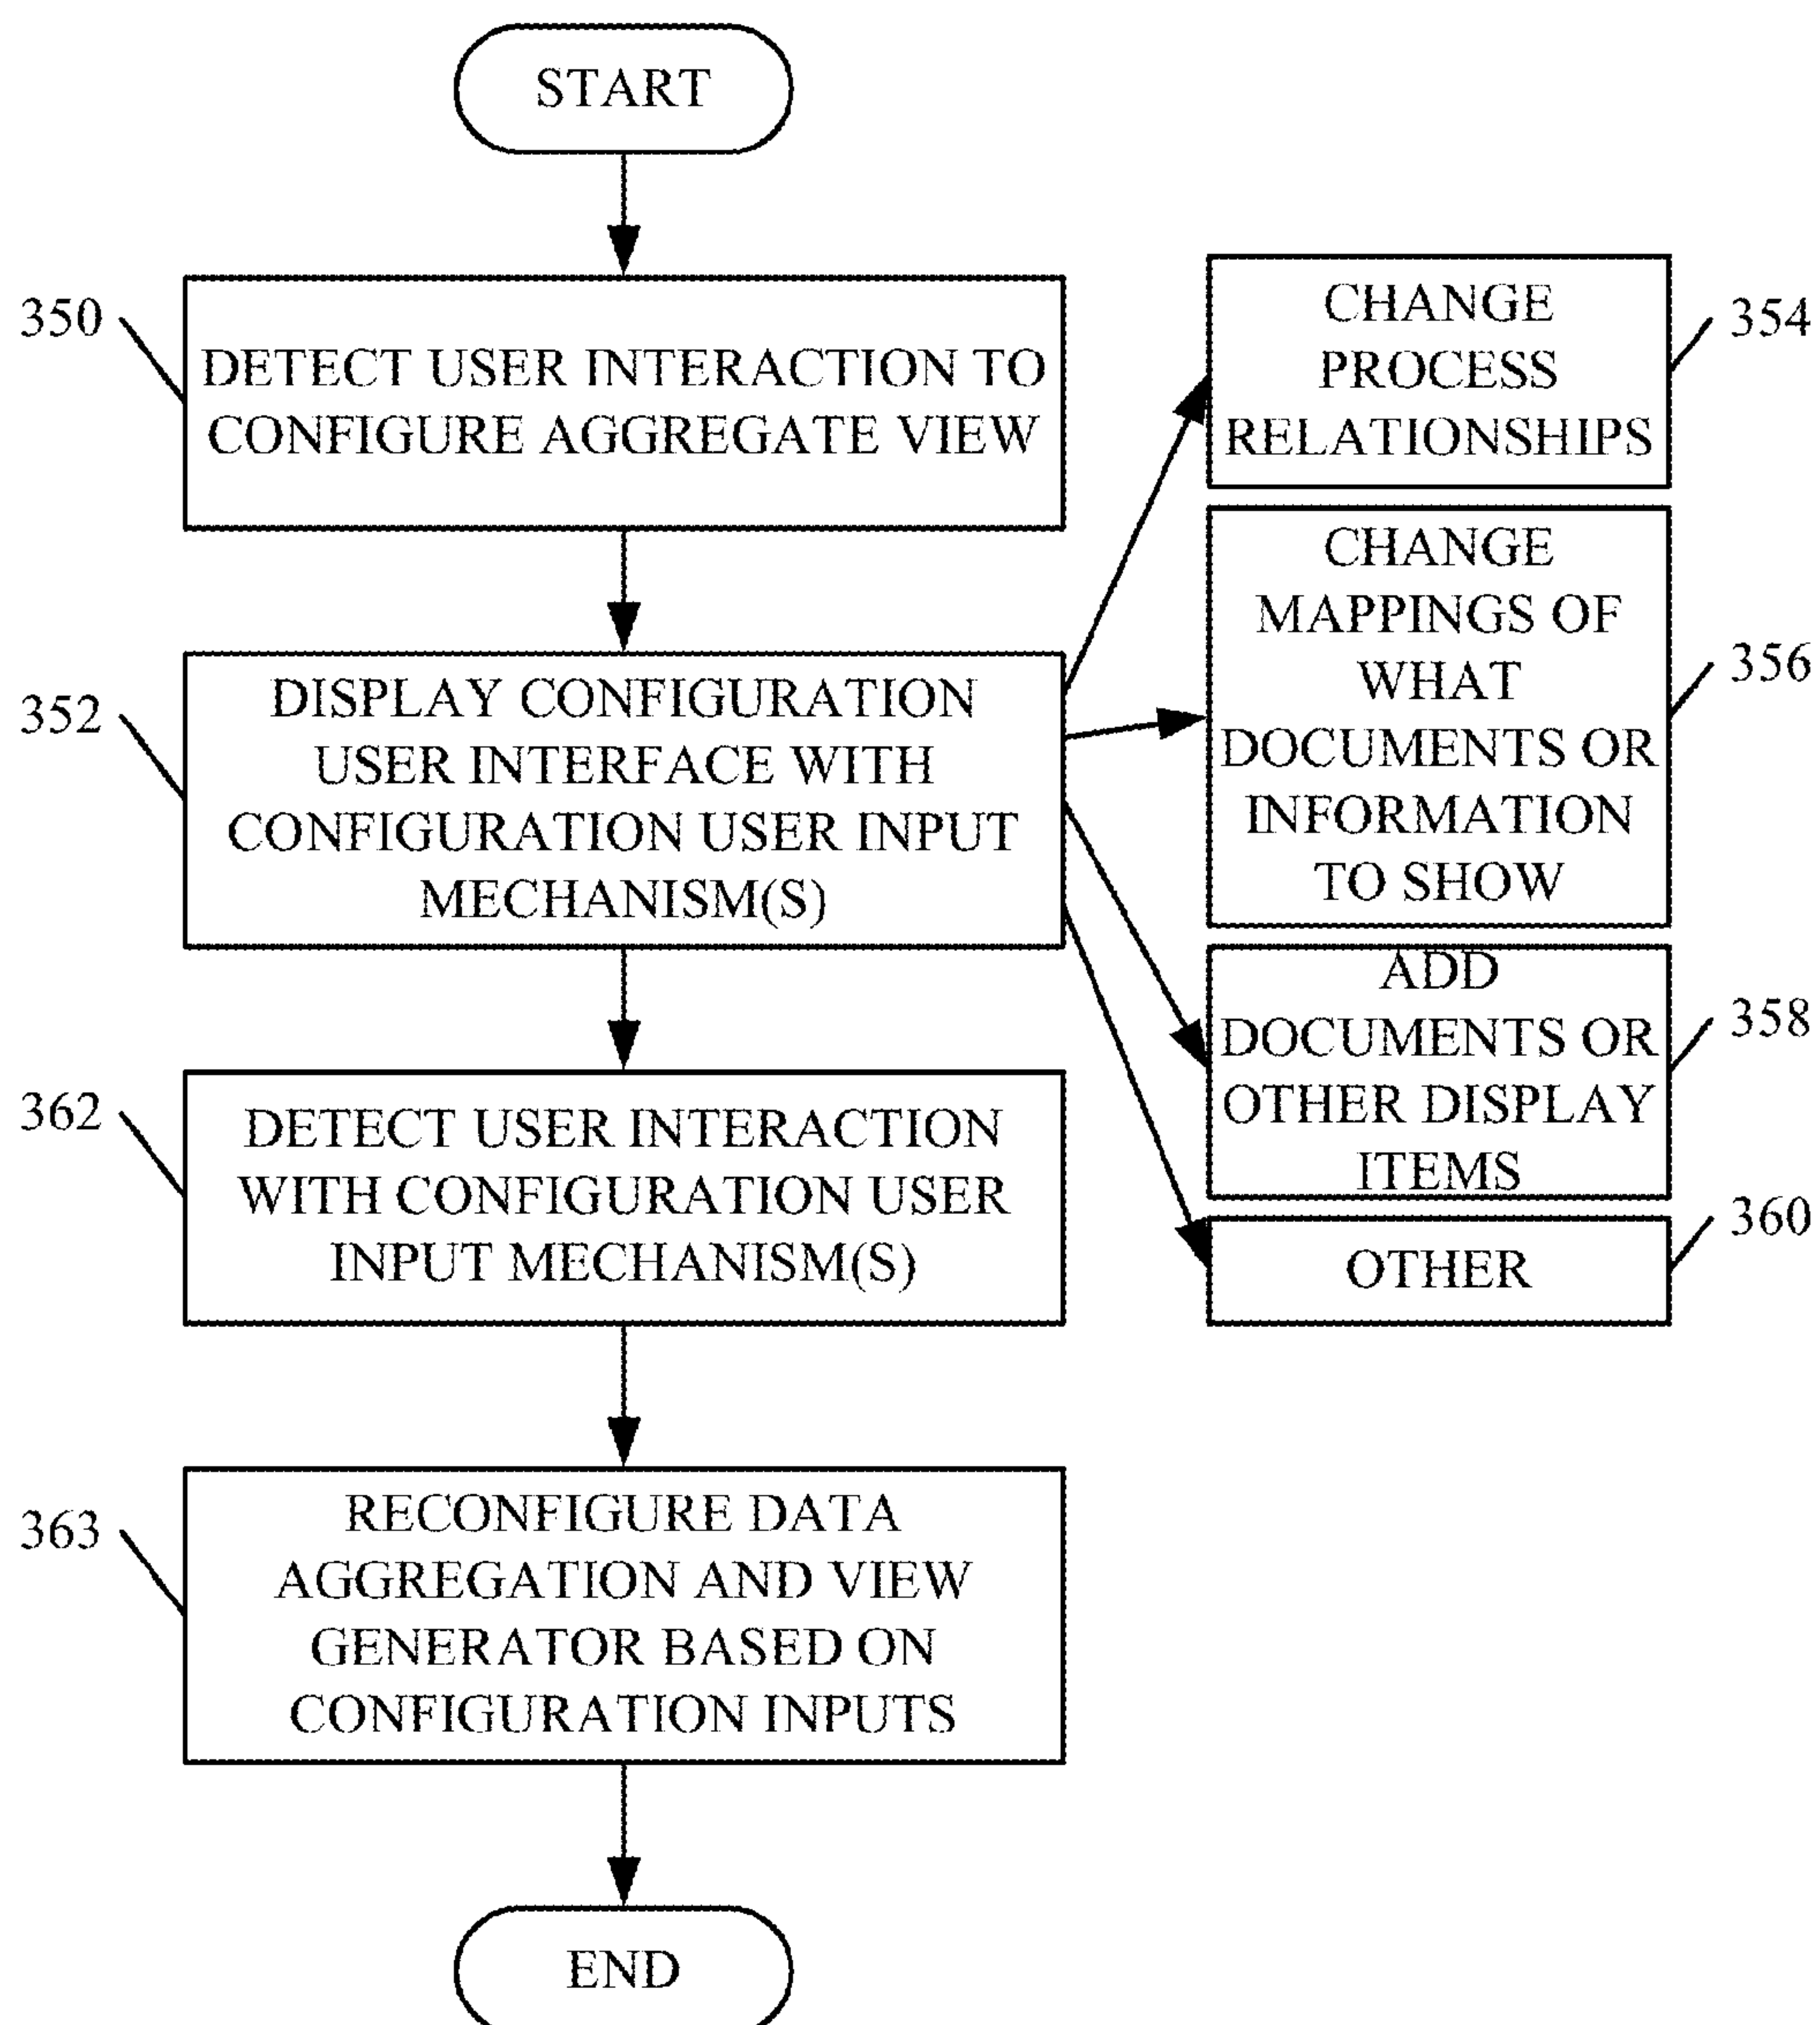 START
350
DETECT USER INTERACTION TO
CONFIGURE AGGREGATE VIEW
352
DISPLAY CONFIGURATION
USER INTERFACE WITH
CONFIGURATION USER INPUT
MECHANISM(S)
CHANGE
PROCESS
RELATIONSHIPS
354
CHANGE
MAPPINGS OF
WHAT
DOCUMENTS OR
INFORMATION
TO SHOW
356
ADD
DOCUMENTS OR
OTHER DISPLAY
ITEMS
358
OTHER
360
362
DETECT USER INTERACTION
WITH CONFIGURATION USER
INPUT MECHANISM(S)
363
RECONFIGURE DATA
AGGREGATION AND VIEW
GENERATOR BASED ON
CONFIGURATION INPUTS
END